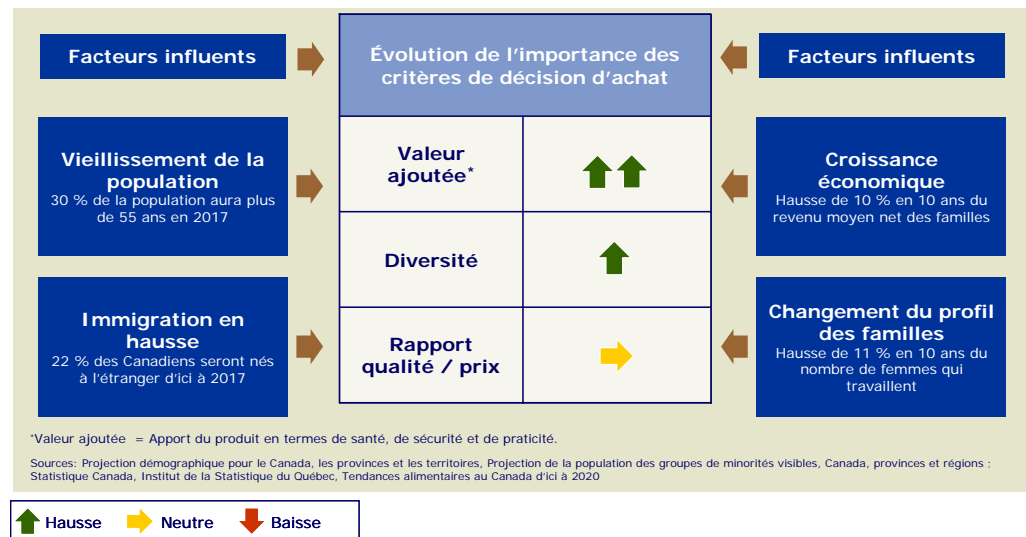 Facteurs influents
Évolution de l'importance des
critères de décision d'achat
Facteurs influents
Vieillissement de la
population
30 % de la population aura plus
de 55 ans en 2017
Valeur
ajoutée*
Croissance
économique
Hausse de 10 % en 10 ans du
revenu moyen net des familles
Diversité
Immigration en
hausse
22 % des Canadiens seront nés
à l'étranger d'ici à 2017
Rapport
qualité / prix
Changement du profil
des familles
Hausse de 11 % en 10 ans du
nombre de femmes qui
travaillent
*Valeur ajoutée = Apport du produit en termes de santé, de sécurité et de praticité.
Sources: Projection démographique pour le Canada, les provinces et les territoires, Projection de la population des groupes de minorités visibles, Canada, provinces et régions ;
Statistique Canada, Institut de la Statistique du Québec, Tendances alimentaires au Canada d'ici à 2020
Hausse Neutre Baisse